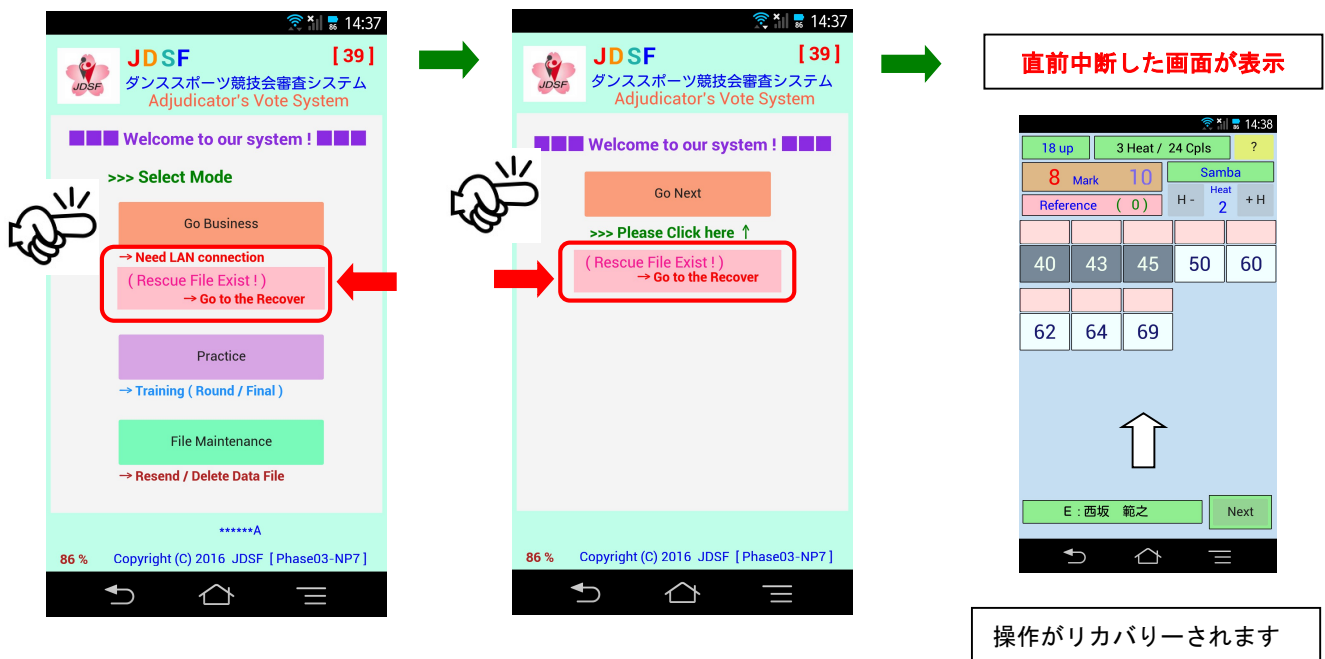 14:37
JDSF [ 39 ]
JDSF
ダンススポーツ競技会審査システム
Adjudicator's Vote System
Welcome to our system !
>>> Select Mode
Go Business
→ Need LAN connection
( Rescue File Exist ! )
→ Go to the Recover
Practice
→ Training ( Round / Final )
File Maintenance
→ Resend / Delete Data File
******A
86 % Copyright (C) 2016 JDSF [ Phase03-NP7 ]
86 14:37
JDSF [ 39 ]
JDSF
ダンススポーツ競技会審査システム
Adjudicator's Vote System
Welcome to our system !
Go Next
>>> Please Click here ↑
( Rescue File Exist ! )
→ Go to the Recover
86 % Copyright (C) 2016 JDSF [ Phase03-NP7 ]
直前中断した画面が表示
86 14:38
18 up 3 Heat / 24 Cpls ?
8 Mark 10 Samba
Reference ( 0 ) H - Heat 2 + H
40 43 45 50 60
62 64 69
E : 西坂 範之 Next
操作がリカバりーされます